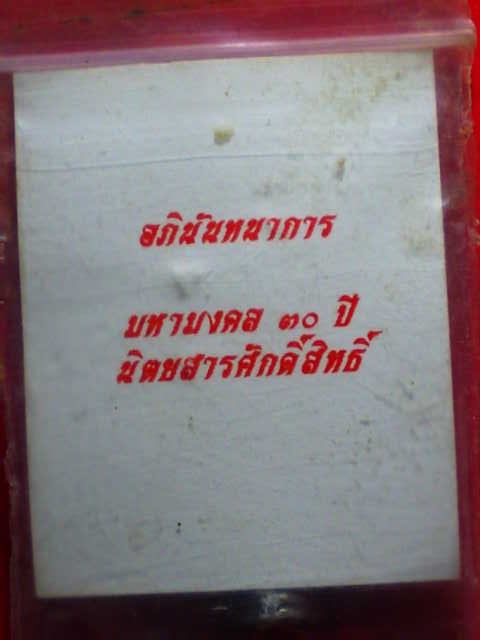 อภินันทนาการ
มหามงคล ๓๐ ปี
นิตยสารศักดิ์สิทธิ์